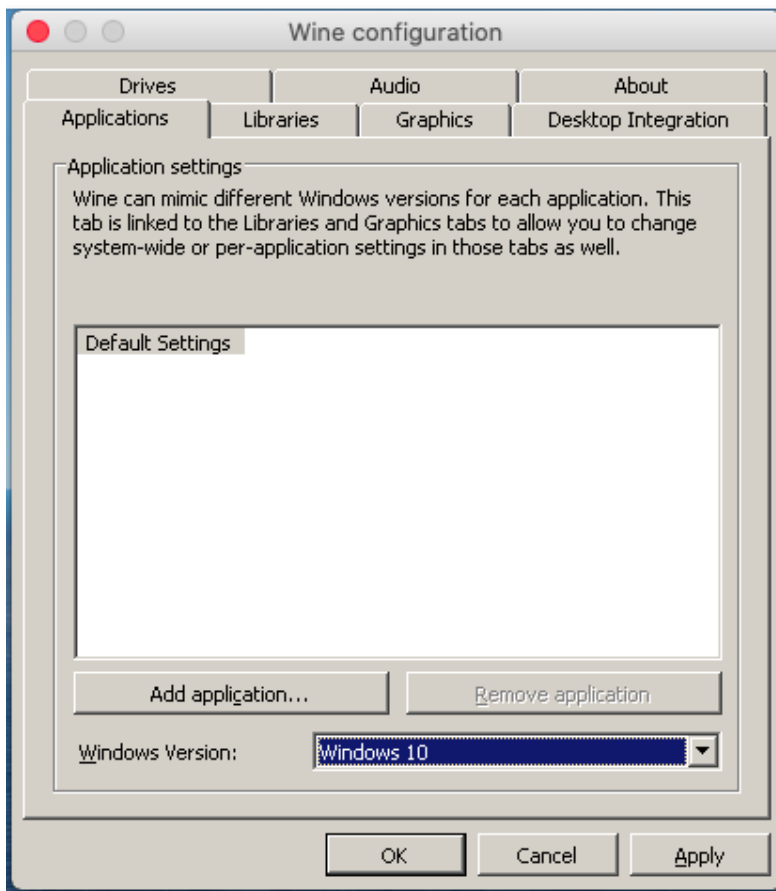 Wine configuration
Drives Audio About
Applications Libraries Graphics Desktop Integration
Application settings
Wine can mimic different Windows versions for each application. This
tab is linked to the Libraries and Graphics tabs to allow you to change
system-wide or per-application settings in those tabs as well.
Default Settings
Add application... Remove application
Windows Version: Windows 10
OK Cancel Apply